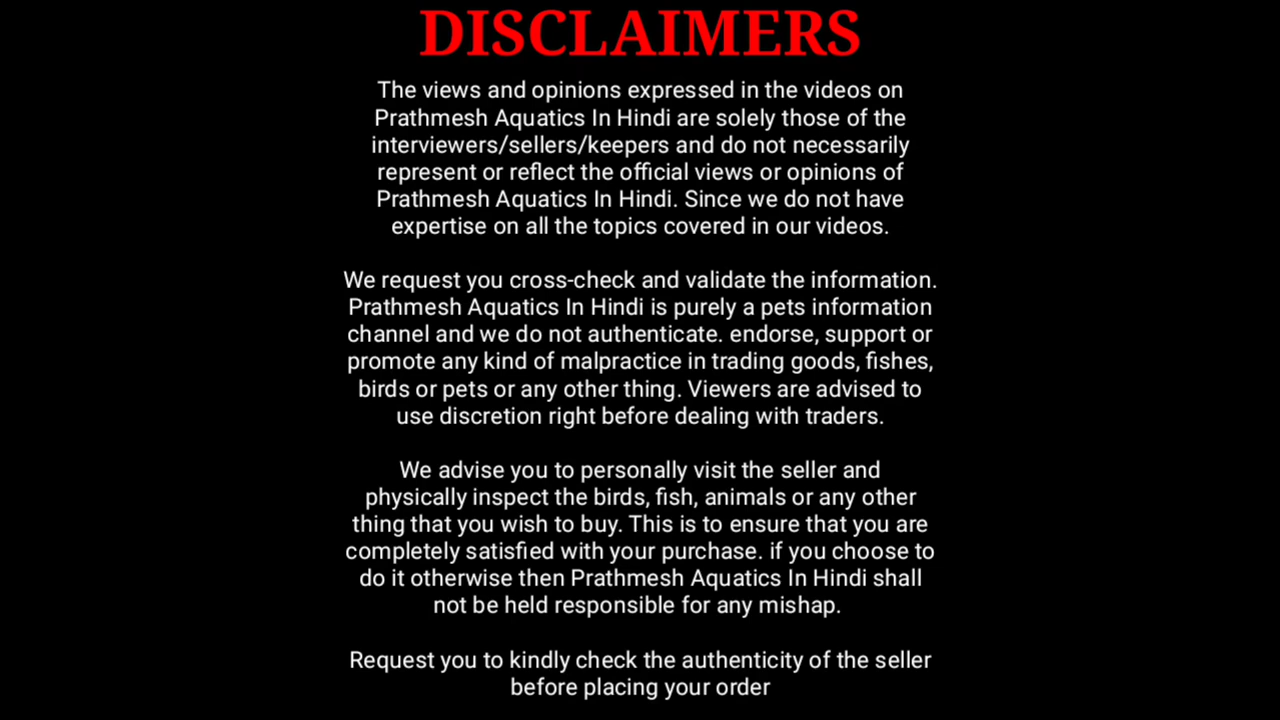 DISCLAIMERS
The views and opinions expressed in the videos on
Prathmesh Aquatics In Hindi are solely those of the
interviewers/sellers/keepers and do not necessarily
represent or reflect the official views or opinions of
Prathmesh Aquatics In Hindi. Since we do not have
expertise on all the topics covered in our videos.
We request you cross-check and validate the information.
Prathmesh Aquatics In Hindi is purely a pets information
channel and we do not authenticate. endorse, support or
promote any kind of malpractice in trading goods, fishes,
birds or pets or any other thing. Viewers are advised to
use discretion right before dealing with traders.
We advise you to personally visit the seller and
physically inspect the birds, fish, animals or any other
thing that you wish to buy. This is to ensure that you are
completely satisfied with your purchase. if you choose to
do it otherwise then Prathmesh Aquatics In Hindi shall
not be held responsible for any mishap.
Request you to kindly check the authenticity of the seller
before placing your order